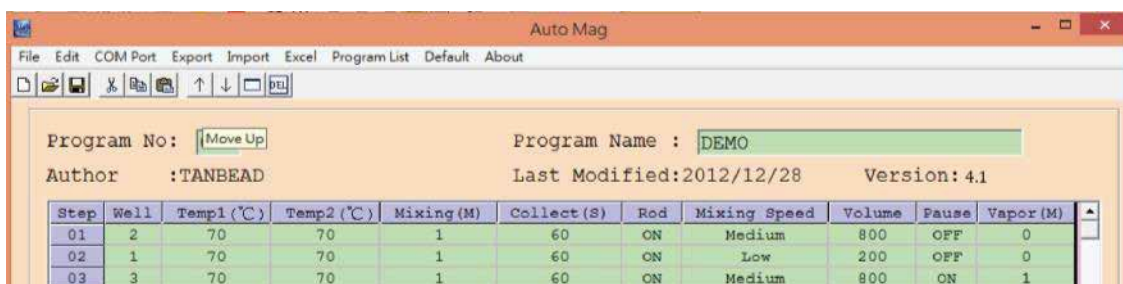 Auto Mag
File Edit COM Port Export Import Excel Program List Default About
DEL
Program No: Move Up Program Name : DEMO
Author :TANBEAD Last Modified:2012/12/28 Version: 4.1
Step Well Temp1(℃) Temp2(℃) Mixing(M) Collect(S) Rod Mixing Speed Volume Pause Vapor(M)
01 2 70 70 1 60 ON Medium 800 OFF 0
02 1 70 70 1 60 ON Low 200 OFF 0
03 3 70 70 1 60 ON Medium 800 ON 1